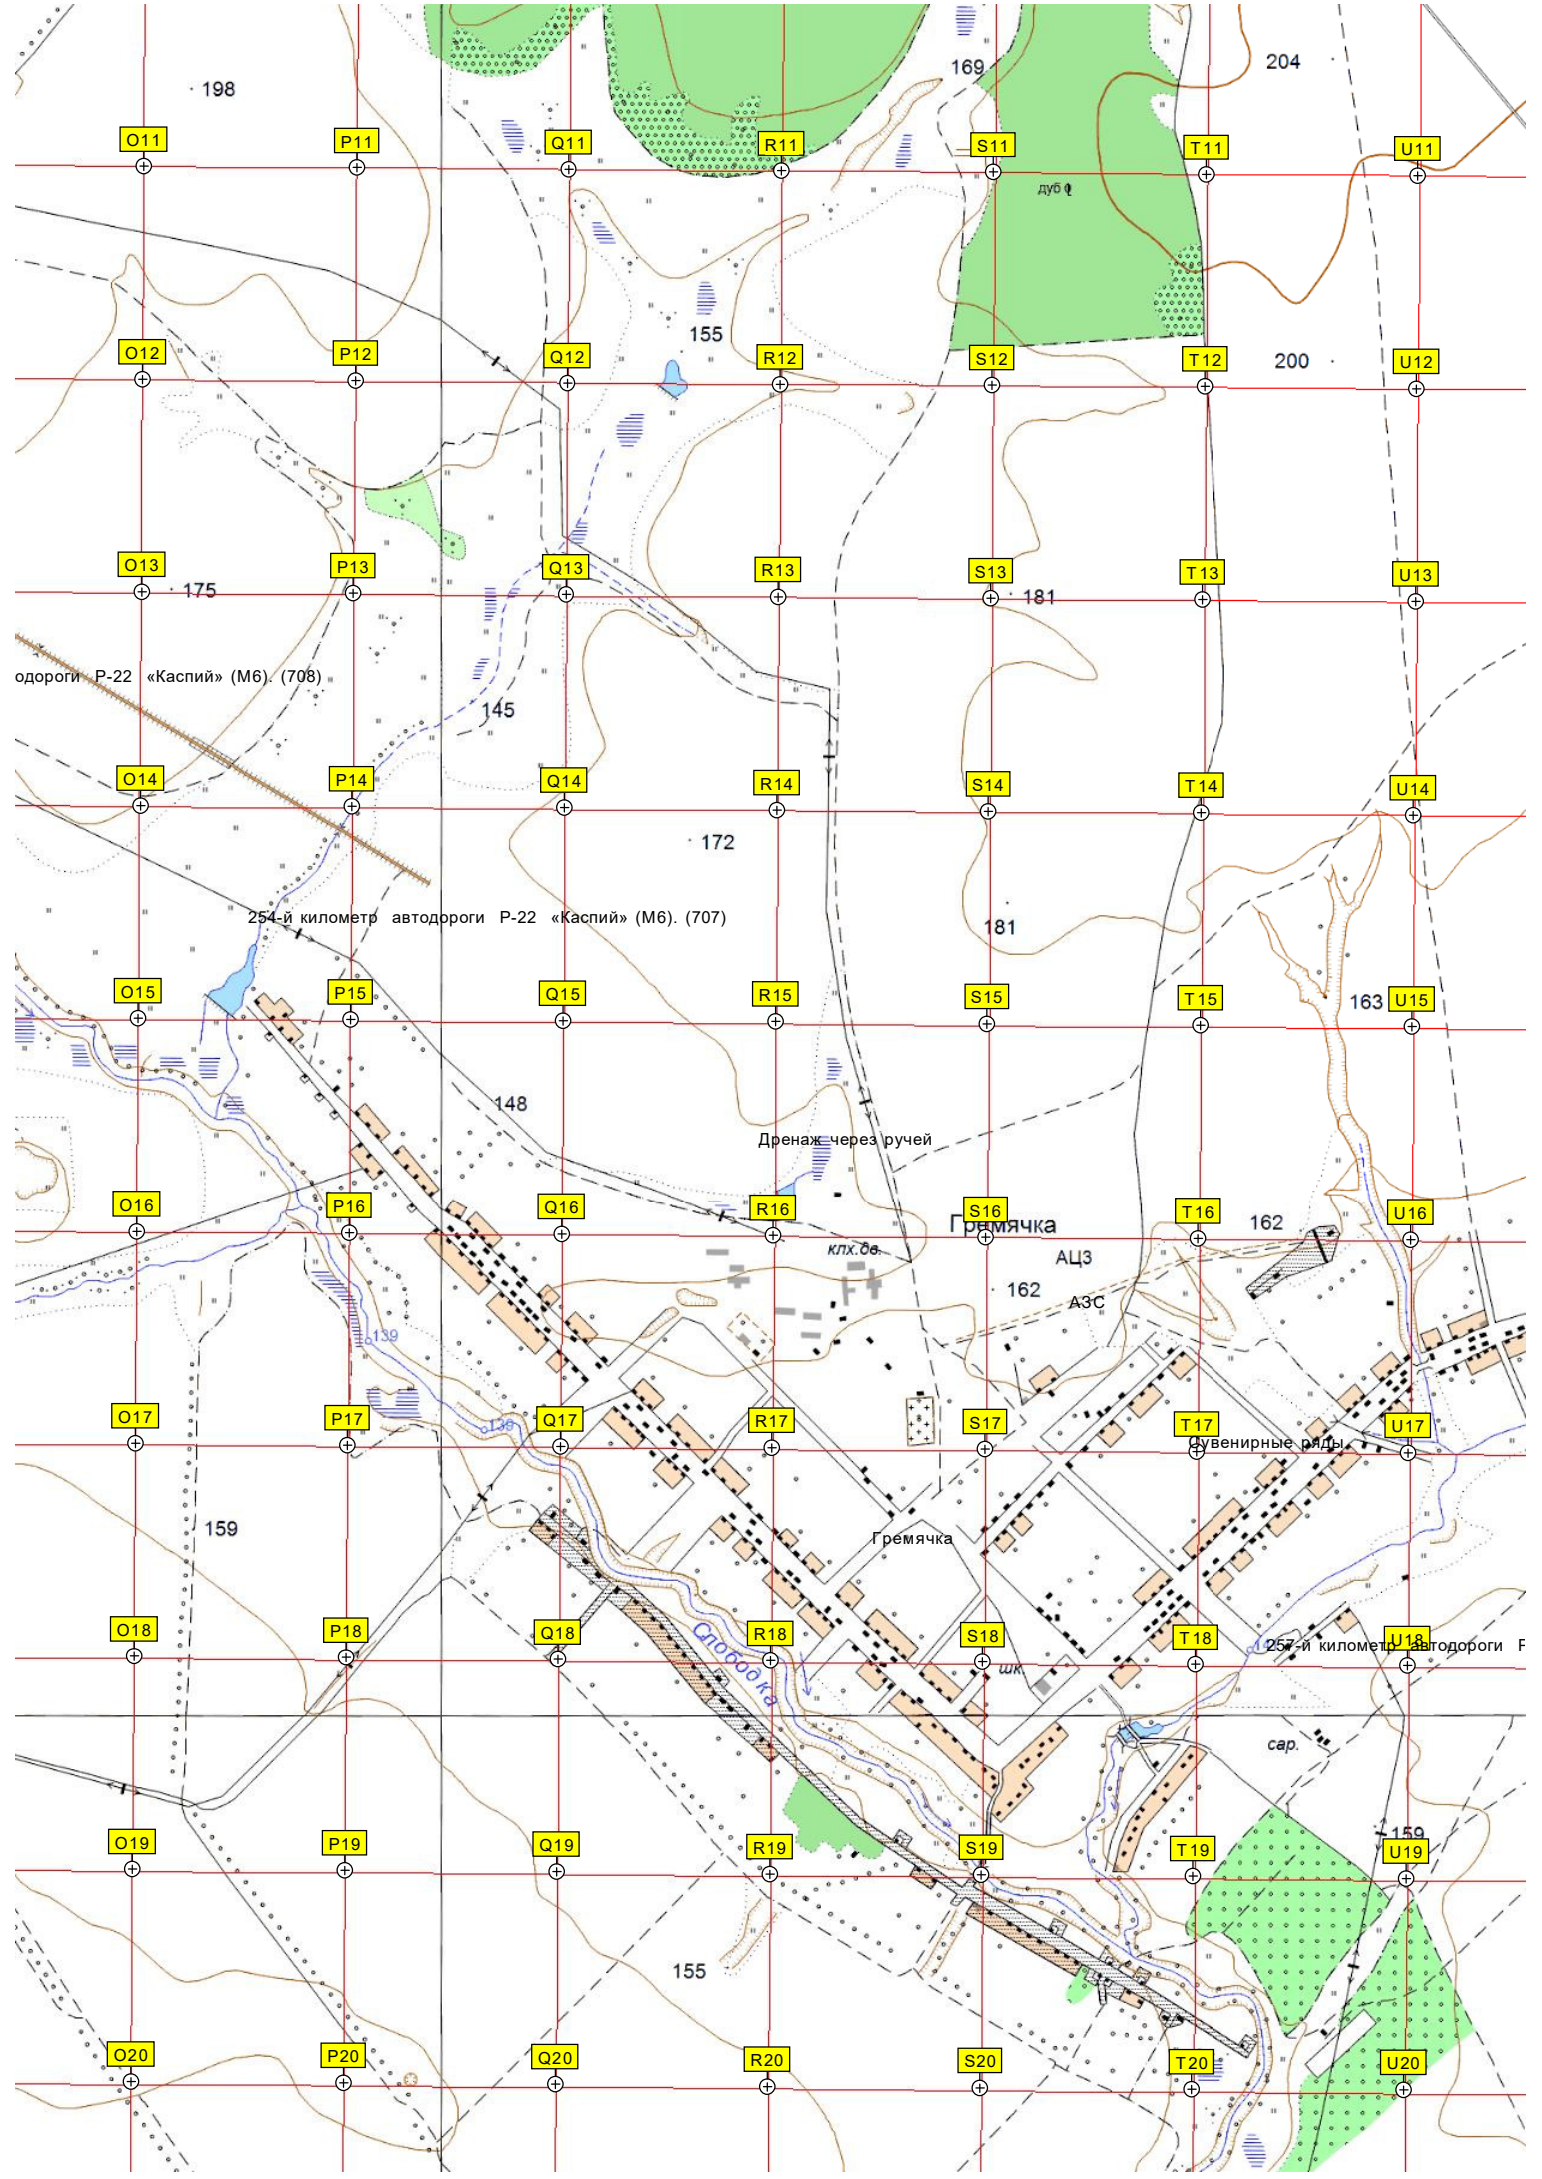 169
204
198
O11 P11 Q11 R11 S11 T11 U11
дуб
155
O12 P12 Q12 R12 S12 T12 200 U12
O13 P13 Q13 R13 S13 T13 U13
175
181
одороги Р-22 «Каспий» (М6). (708)
145
O14 P14 Q14 R14 S14 T14 U14
172
254-й километр автодороги Р-22 «Каспий» (М6). (707)
181
O15 P15 Q15 R15 S15 T15 163 U15
148
Дренаж через ручей
O16 P16 Q16 R16 S16 T16 162 U16
Гремячка
клх.дв.
АЦЗ
162
АЗС
139
O17 P17 Q17 R17 S17 T17 U17
139
Сувенирные ряды
159
Гремячка
O18 P18 Q18 R18 S18 T18 U18
257-й километр автодороги Р
Слободка
шк.
сар.
159
O19 P19 Q19 R19 S19 T19 U19
155
O20 P20 Q20 R20 S20 T20 U20